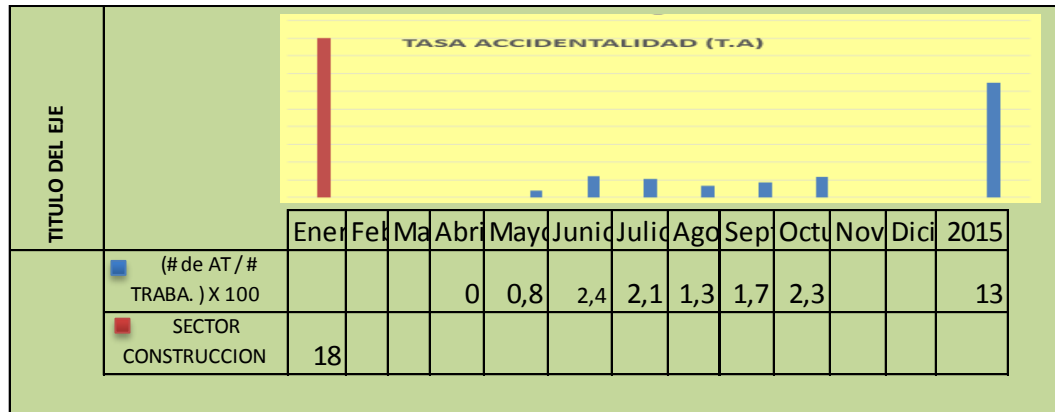 TASA ACCIDENTALIDAD (T.A)
TITULO DEL EJE
Ener Feb Ma Abri Mayo Junio Julio Ago Sept Octu Nov Dici 2015
(# de AT / # TRABA. ) X 100
0 0,8 2,4 2,1 1,3 1,7 2,3 13
SECTOR CONSTRUCCION
18